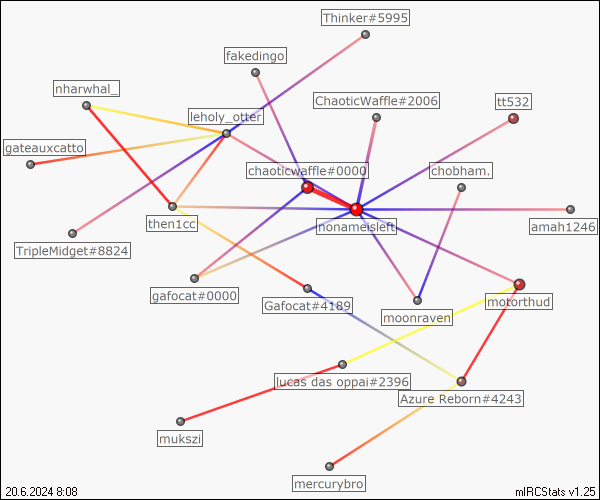 Thinker#5995
fakedingo
nharwhal_
ChaoticWaffle#2006
tt532
leholy_otter
gateauxcatto
chaoticwaffle#0000
chobham.
then1cc
nonameisleft
amah1246
TripleMidget#8824
gafocat#0000
Gafocat#4189
motorthud
moonraven
lucas das oppai#2396
Azure Reborn#4243
mukszi
mercurybro
20.6.2024 8:08
mIRCStats v1.25